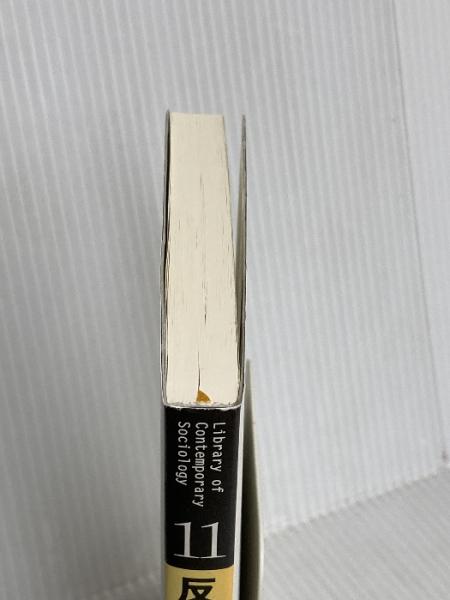 Library of
Contemporary
Sociology
11
反